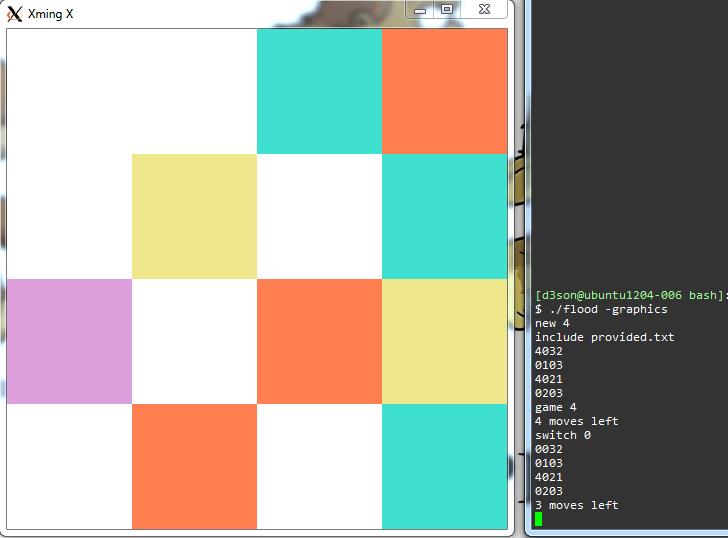 Xming X
[d3son@ubuntu1204-006 bash]:
$ ./flood -graphics
new 4
include provided.txt
4032
0103
4021
0203
game 4
4 moves left
switch 0
0032
0103
4021
0203
3 moves left